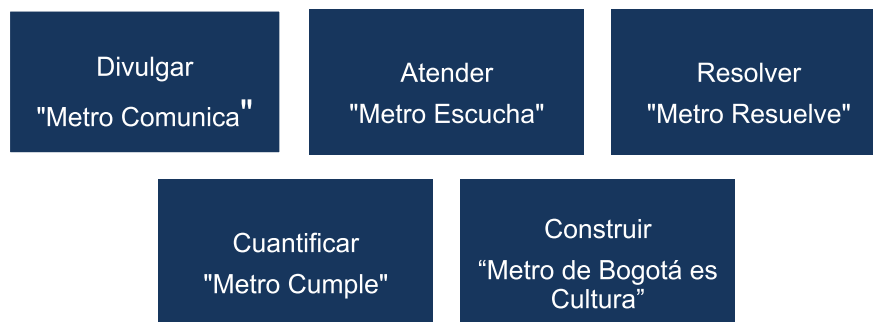 Divulgar
"Metro Comunica"
Atender
"Metro Escucha"
Resolver
"Metro Resuelve"
Cuantificar
"Metro Cumple"
Construir
“Metro de Bogotá es
Cultura”